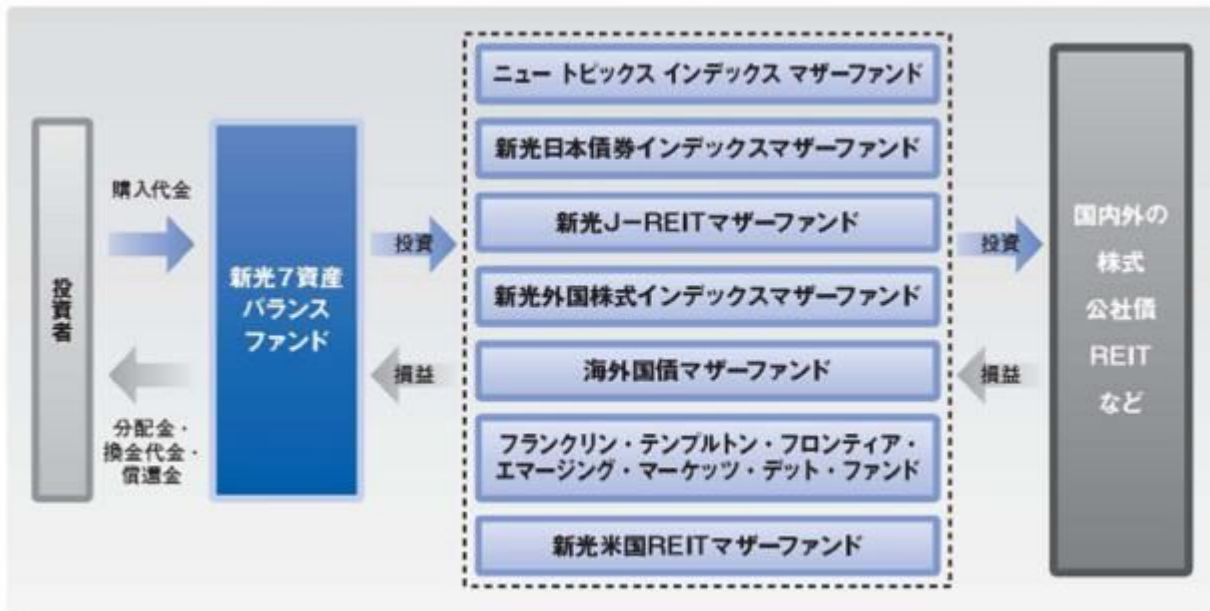 投資者
購入代金
分配金・
換金代金・
償還金
新光7資産
バランス
ファンド
投資
損益
ニュー トピックス インデックス マザーファンド
新光日本債券インデックスマザーファンド
新光J-REITマザーファンド
新光外国株式インデックスマザーファンド
海外国債マザーファンド
フランクリン・テンプルトン・フロンティア・
エマージング・マーケッツ・デット・ファンド
新光米国REITマザーファンド
投資
損益
国内外の
株式
公社債
REIT
など